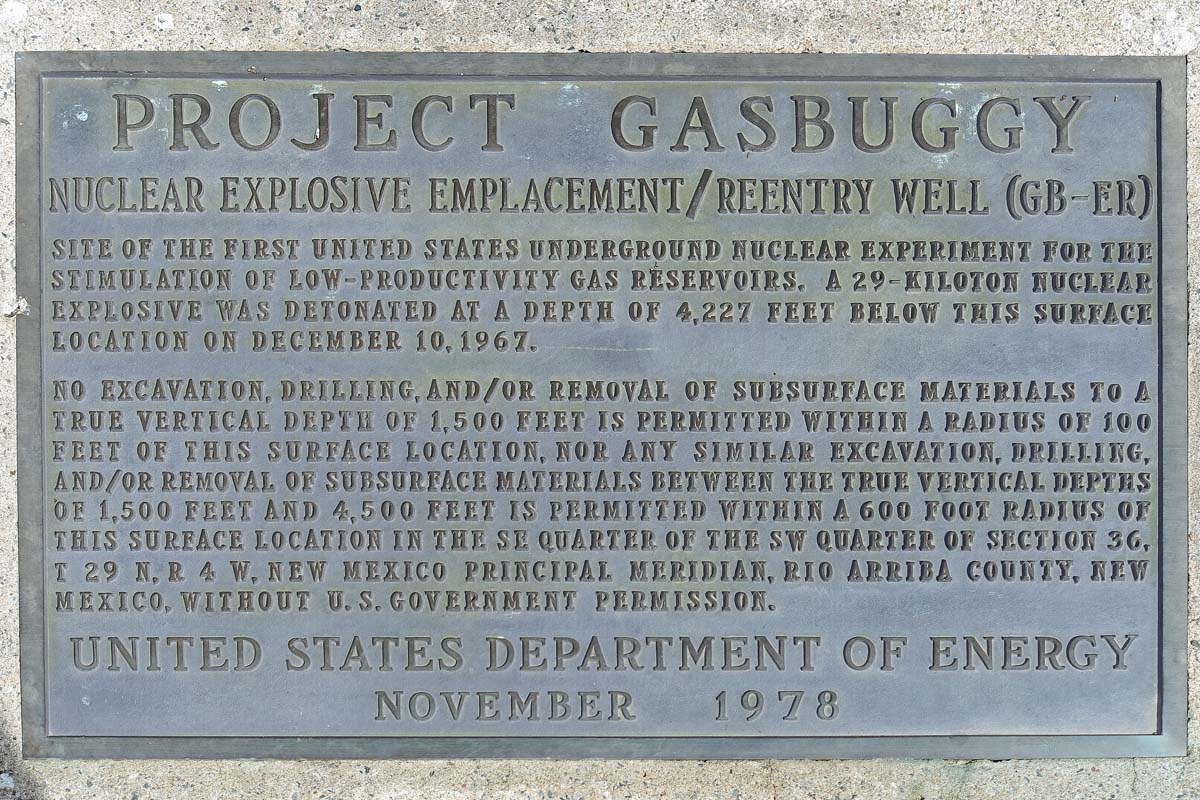 PROJECT GASBUGGY
NUCLEAR EXPLOSIVE EMPLACEMENT/REENTRY WELL (GB-ER)
SITE OF THE FIRST UNITED STATES UNDERGROUND NUCLEAR EXPERIMENT FOR THE
STIMULATION OF LOW-PRODUCTIVITY GAS RESERVOIRS. A 29-KILOTON NUCLEAR
EXPLOSIVE WAS DETONATED AT A DEPTH OF 4,227 FEET BELOW THIS SURFACE
LOCATION ON DECEMBER 10, 1967.
NO EXCAVATION, DRILLING, AND/OR REMOVAL OF SUBSURFACE MATERIALS TO A
TRUE VERTICAL DEPTH OF 1,500 FEET IS PERMITTED WITHIN A RADIUS OF 100
FEET OF THIS SURFACE LOCATION, NOR ANY SIMILAR EXCAVATION, DRILLING,
AND/OR REMOVAL OF SUBSURFACE MATERIALS BETWEEN THE TRUE VERTICAL DEPTHS
OF 1,500 FEET AND 4,500 FEET IS PERMITTED WITHIN A 600 FOOT RADIUS OF
THIS SURFACE LOCATION IN THE SE QUARTER OF THE SW QUARTER OF SECTION 36,
T 29 N, R 4 W, NEW MEXICO PRINCIPAL MERIDIAN, RIO ARRIBA COUNTY, NEW
MEXICO, WITHOUT U.S. GOVERNMENT PERMISSION.
UNITED STATES DEPARTMENT OF ENERGY
NOVEMBER 1978